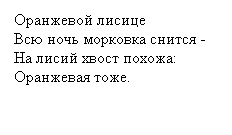 Оранжевой лисице
Всю ночь морковка снится -
На лисий хвост похожа:
Оранжевая тоже.